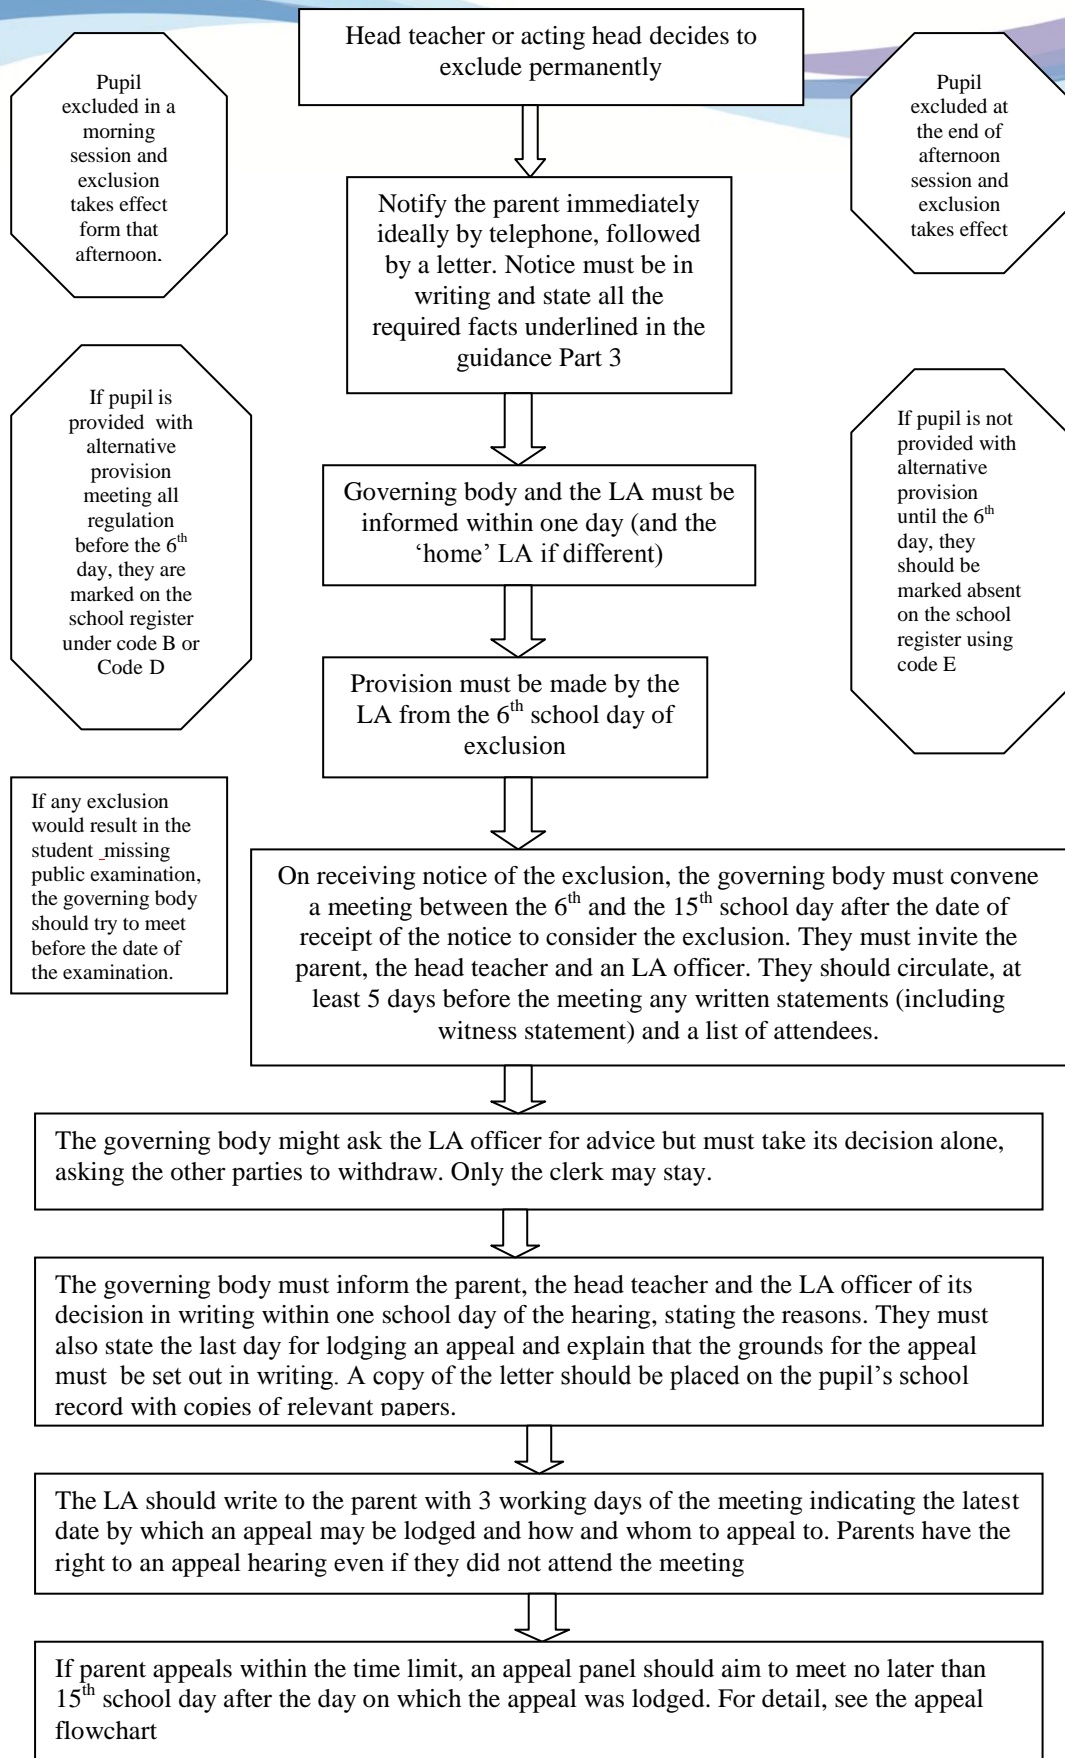 Head teacher or acting head decides to
exclude permanently
Pupil
excluded in a
morning
session and
exclusion
takes effect
form that
afternoon.
Pupil
excluded at
the end of
afternoon
session and
exclusion
takes effect
Notify the parent immediately
ideally by telephone, followed
by a letter. Notice must be in
writing and state all the
required facts underlined in the
guidance Part 3
If pupil is
provided with
alternative
provision
meeting all
regulation
before the 6th
day, they are
marked on the
school register
under code B or
Code D
If pupil is not
provided with
alternative
provision
until the 6th
day, they
should be
marked absent
on the school
register using
code E
Governing body and the LA must be
informed within one day (and the
‘home’ LA if different)
Provision must be made by the
LA from the 6th school day of
exclusion
If any exclusion
would result in the
student missing
public examination,
the governing body
should try to meet
before the date of
the examination.
On receiving notice of the exclusion, the governing body must convene
a meeting between the 6th and the 15th school day after the date of
receipt of the notice to consider the exclusion. They must invite the
parent, the head teacher and an LA officer. They should circulate, at
least 5 days before the meeting any written statements (including
witness statement) and a list of attendees.
The governing body might ask the LA officer for advice but must take its decision alone,
asking the other parties to withdraw. Only the clerk may stay.
The governing body must inform the parent, the head teacher and the LA officer of its
decision in writing within one school day of the hearing, stating the reasons. They must
also state the last day for lodging an appeal and explain that the grounds for the appeal
must be set out in writing. A copy of the letter should be placed on the pupil’s school
record with copies of relevant papers.
The LA should write to the parent with 3 working days of the meeting indicating the latest
date by which an appeal may be lodged and how and whom to appeal to. Parents have the
right to an appeal hearing even if they did not attend the meeting
If parent appeals within the time limit, an appeal panel should aim to meet no later than
15th school day after the day on which the appeal was lodged. For detail, see the appeal
flowchart